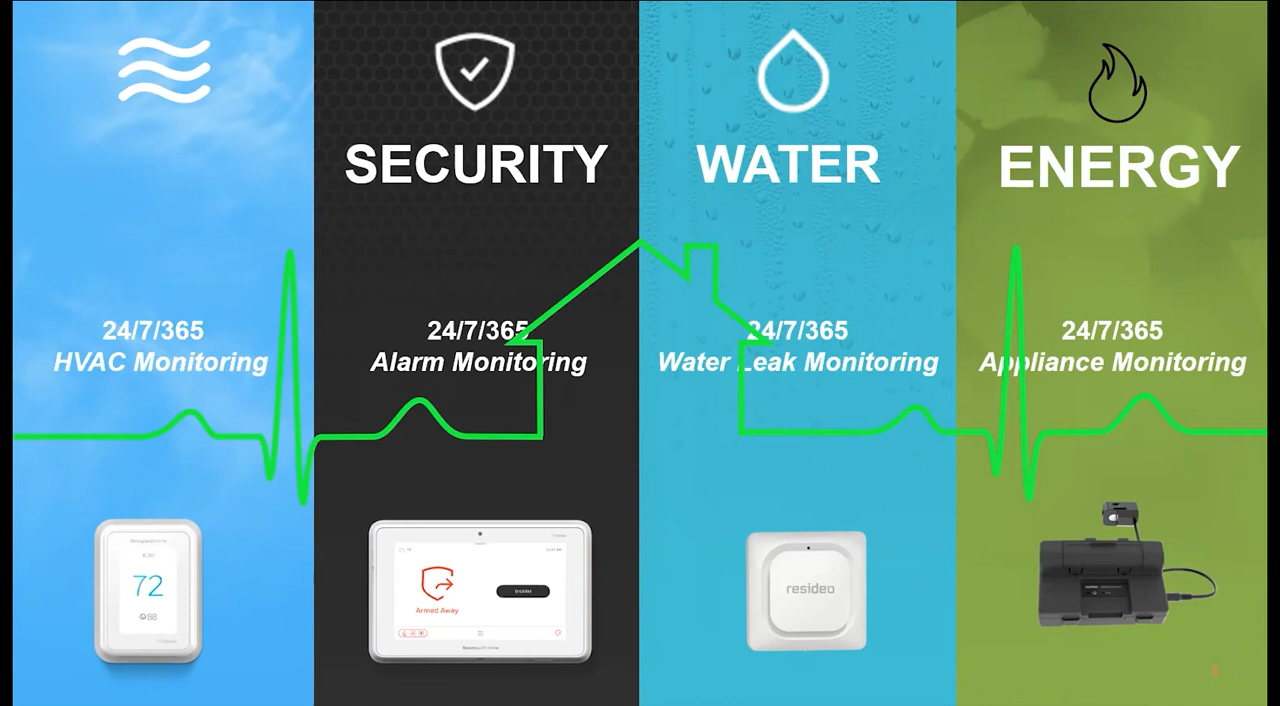 SECURITY
WATER
ENERGY
24/7/365
HVAC Monitoring
24/7/365
Alarm Monitoring
24/7/365
Water Leak Monitoring
24/7/365
Appliance Monitoring
72
88
Armed Away
resideo